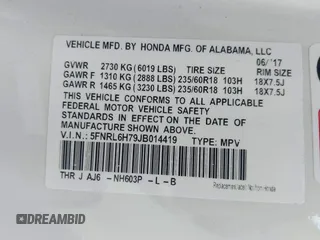 VEHICLE MFD. BY HONDA MFG. OF ALABAMA, LLC
06/'17
GVWR 2730 KG (6019 LBS) TIRE SIZE RIM SIZE
GAWR F 1310 KG (2888 LBS) 235/60R18 103H 18X7.5J
GAWR R 1465 KG (3230 LBS) 235/60R18 103H 18X7.5J
THIS VEHICLE CONFORMS TO ALL APPLICABLE
FEDERAL MOTOR VEHICLE SAFETY
STANDARDS IN EFFECT ON THE DATE OF
MANUFACTURE SHOWN ABOVE.
V.I.N: 5FNRL6H79JB014419 TYPE: MPV
THR J AJ6 - NH603P - L - B
DREAMBID
DREAMBID.COM